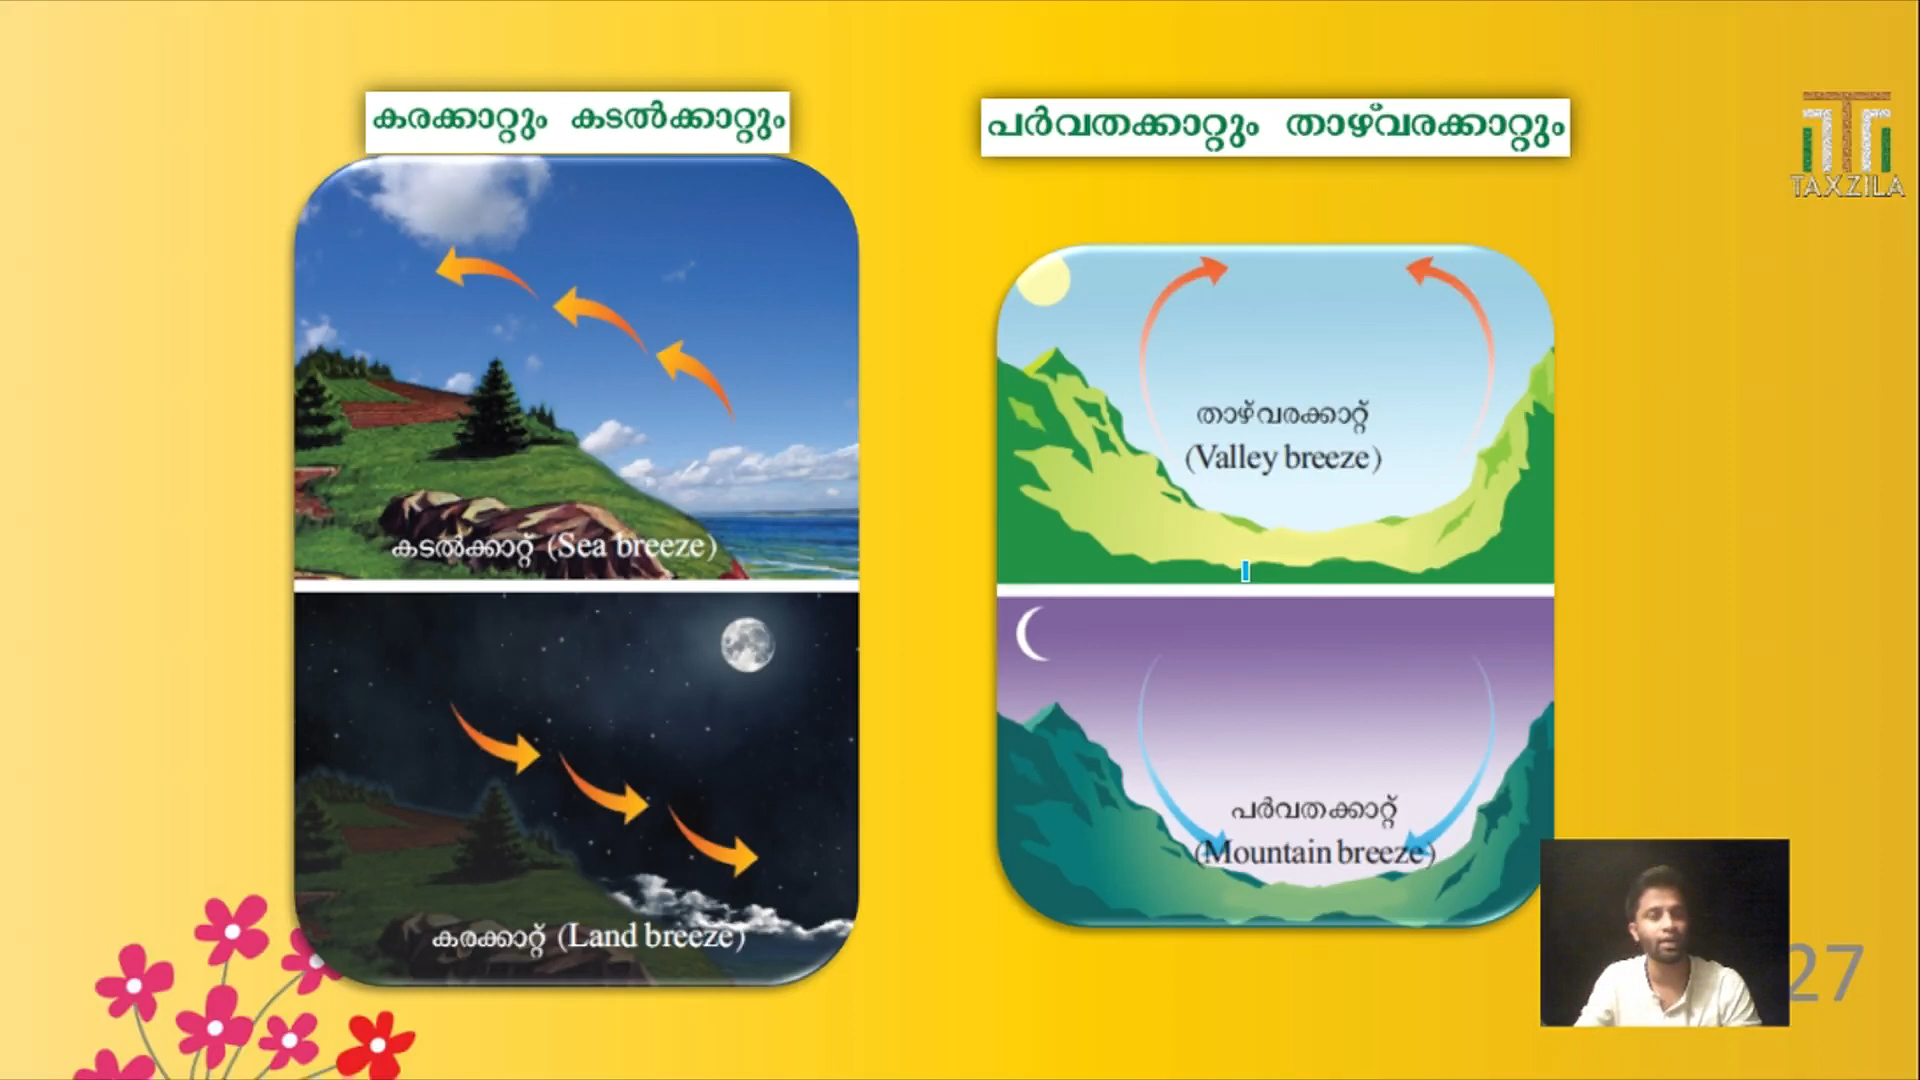 കരക്കാറ്റും കടൽക്കാറ്റും
കടൽക്കാറ്റ് (Sea breeze)
കരക്കാറ്റ് (Land breeze)
പർവതക്കാറ്റും താഴ്‌വരക്കാറ്റും
താഴ്‌വരക്കാറ്റ്
(Valley breeze)
പർവതക്കാറ്റ്
(Mountain breeze)
TAXZILA
27